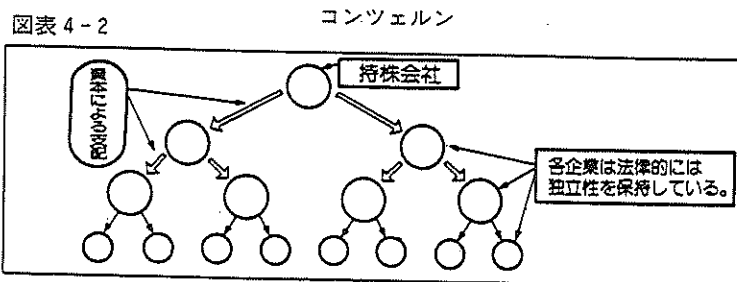 図表4-2
コンツェルン
持株会社
資本による支配
各企業は法律的には
独立性を保持している。